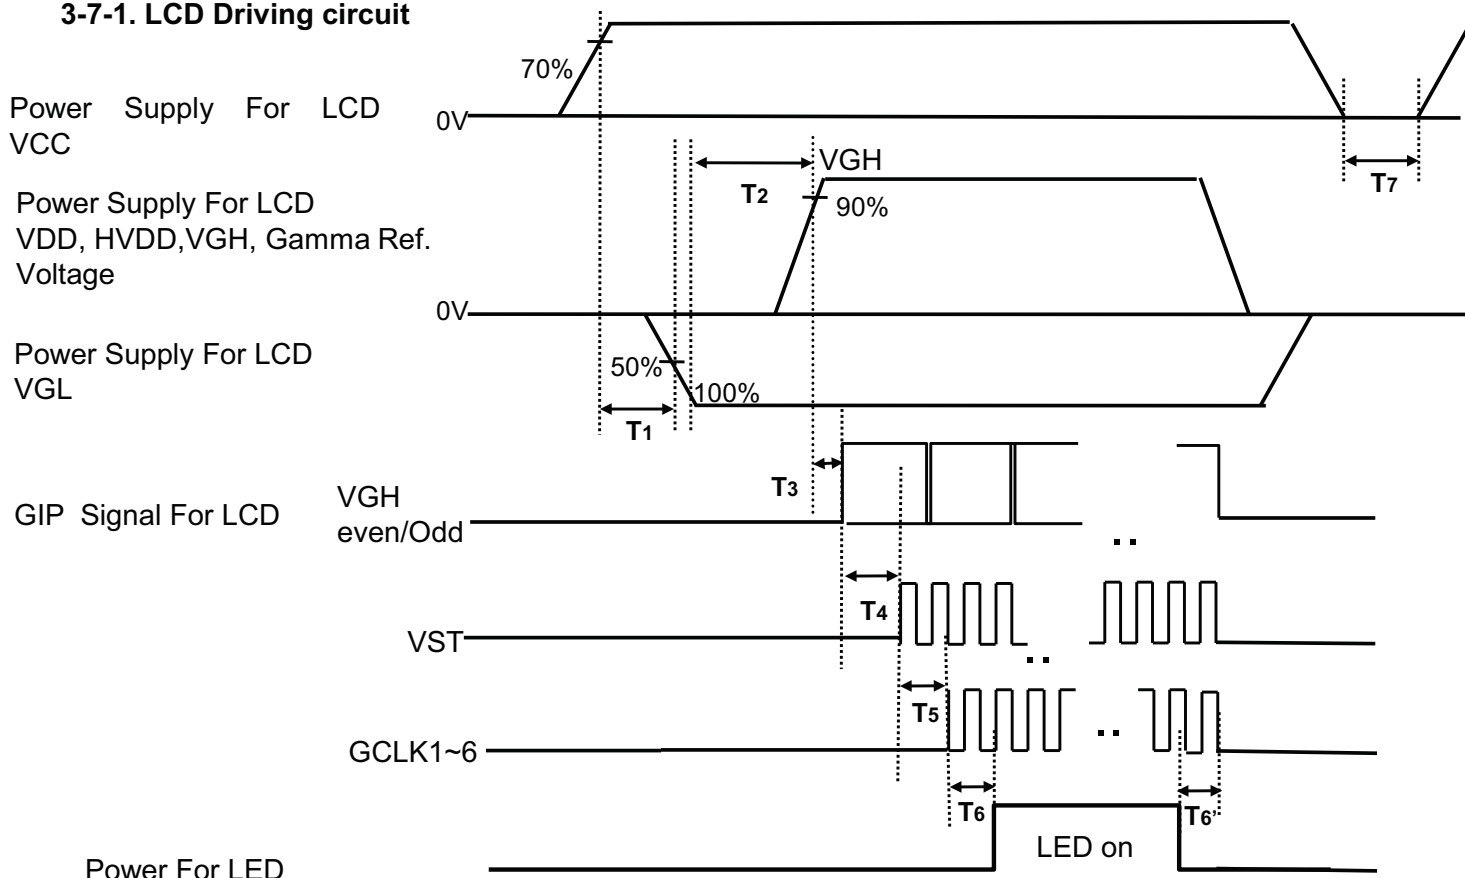 3-7-1. LCD Driving circuit
70%
Power Supply For LCD
VCC
0V
VGH
T2
T7
90%
Power Supply For LCD
VDD, HVDD,VGH, Gamma Ref.
Voltage
0V
Power Supply For LCD
VGL
50%
100%
T1
T3
GIP Signal For LCD
VGH
even/Odd
..
T4
VST
..
T5
GCLK1~6
..
T6
T6'
LED on
Power For LED